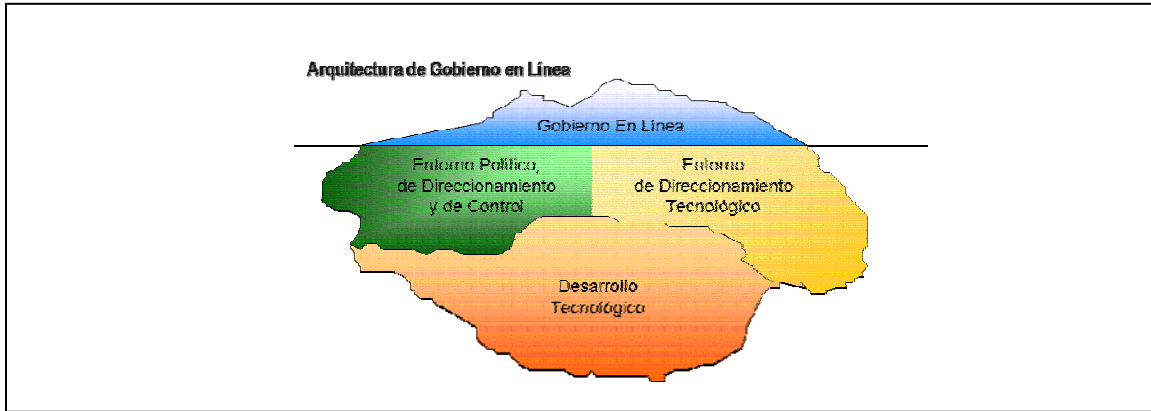 Arquitectura de Gobierno en Línea
Gobierno En Línea
Entorno Político,
de Direccionamiento
y de Control
Entorno
de Direccionamiento
Tecnológico
Desarrollo
Tecnológico